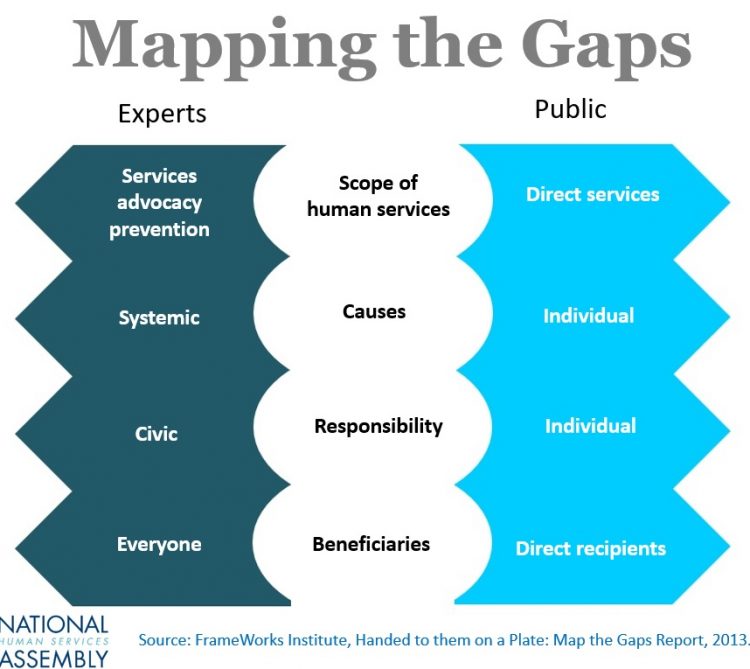 Mapping the Gaps
Experts
Public
Services
advocacy
prevention
Scope of
human services
Direct services
Systemic
Causes
Individual
Civic
Responsibility
Individual
Everyone
Beneficiaries
Direct recipients
NATIONAL
HUMAN SERVICES
ASSEMBLY
Source: FrameWorks Institute, Handed to them on a Plate: Map the Gaps Report, 2013.